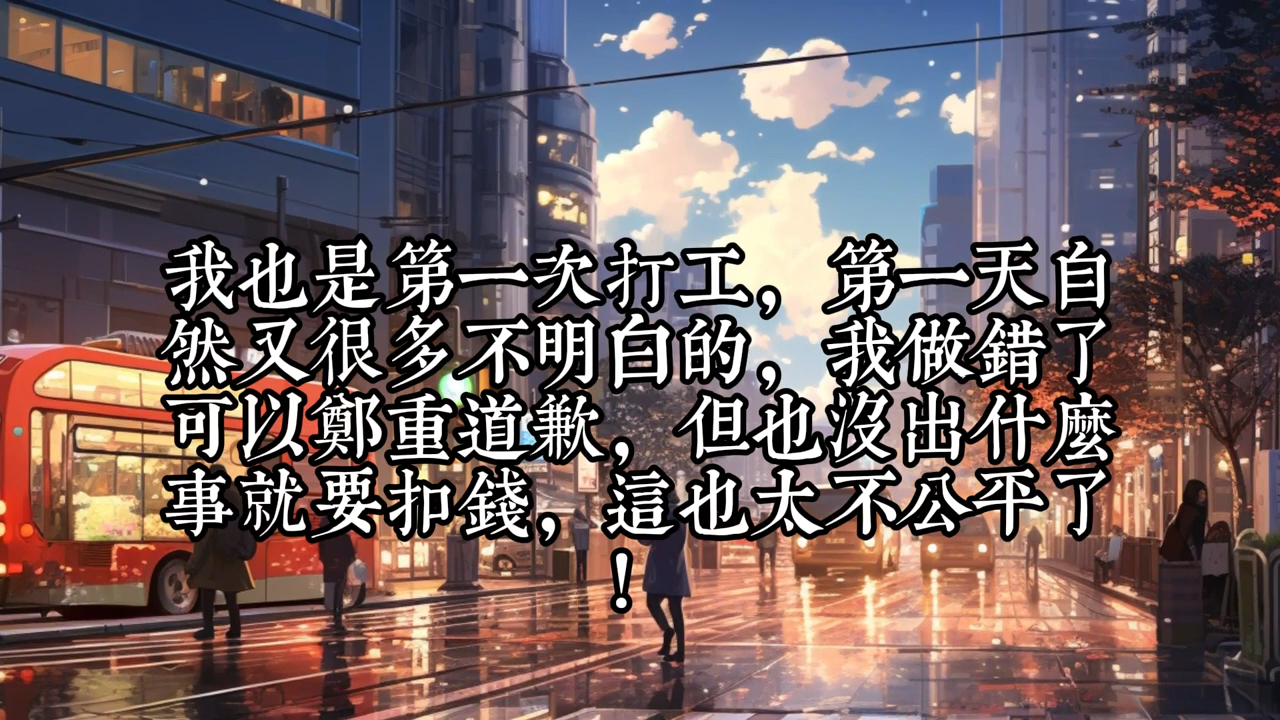 我也是第一次打工，第一天自
然又很多不明白的，我做錯了
可以鄭重道歉，但也沒出什麼
事就要扣錢，這也太不公平了
！